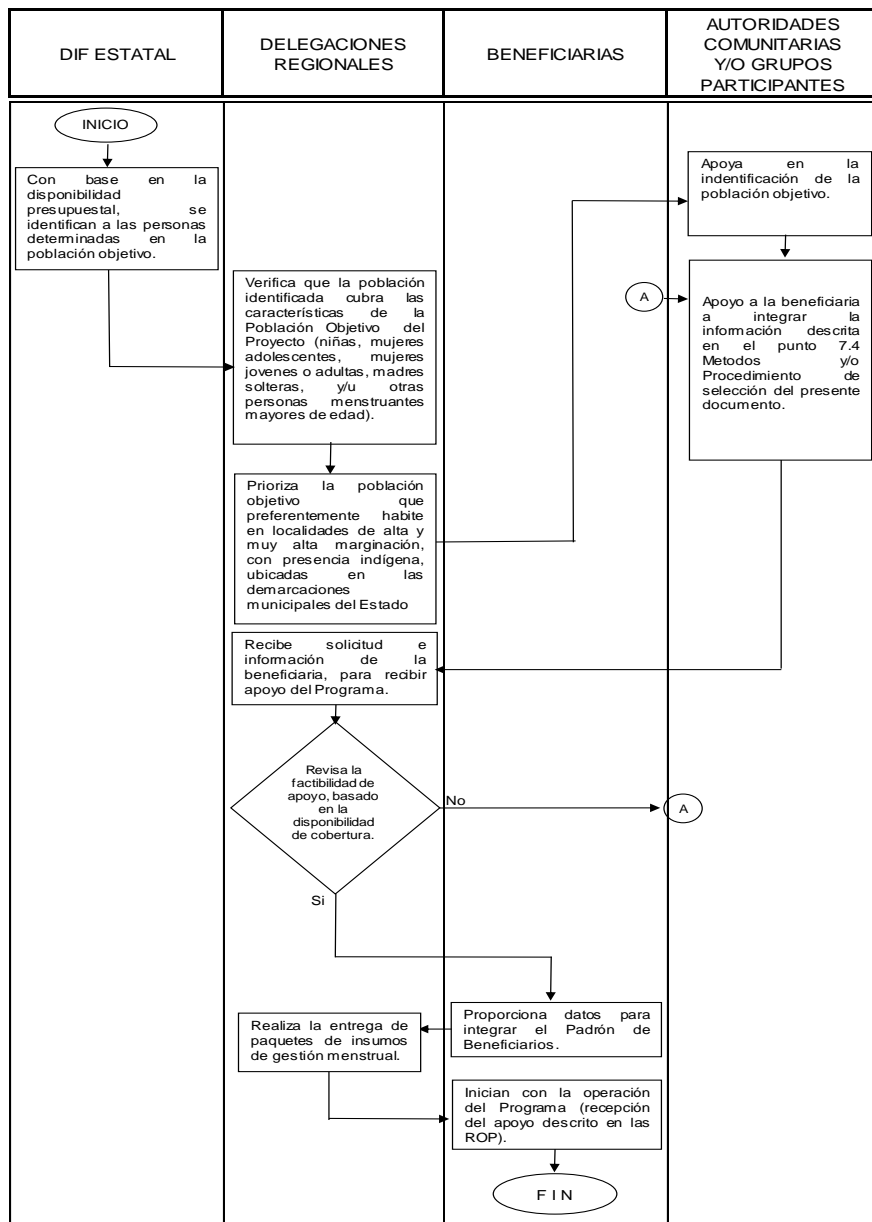 DIF ESTATAL
DELEGACIONES
REGIONALES
BENEFICIARIAS
AUTORIDADES
COMUNITARIAS
Y/O GRUPOS
PARTICIPANTES
INICIO
Con base en la
disponibilidad
presupuestal, se
identifican a las personas
determinadas en la
población objetivo.
Verifica que la población
identificada cubra las
características de la
Población Objetivo del
Proyecto (niñas, mujeres
adolescentes, mujeres
jovenes o adultas, madres
solteras, y/u otras
personas menstruantes
mayores de edad).
Prioriza la población
objetivo que
preferentemente habite
en localidades de alta y
muy alta marginación,
con presencia indígena,
ubicadas en las
demarcaciones
municipales del Estado
Apoya en la
indentificación de la
población objetivo.
A
Apoyo a la beneficiaria
a integrar la
información descrita
en el punto 7.4
Metodos y/o
Procedimiento de
selección del presente
documento.
Recibe solicitud e
información de la
beneficiaria, para recibir
apoyo del Programa.
Revisa la
factibilidad de
apoyo, basado
en la
disponibilidad
de cobertura.
No
A
Si
Proporciona datos para
integrar el Padrón de
Beneficiarios.
Realiza la entrega de
paquetes de insumos
de gestión menstrual.
Inician con la operación
del Programa (recepción
del apoyo descrito en las
ROP).
F I N